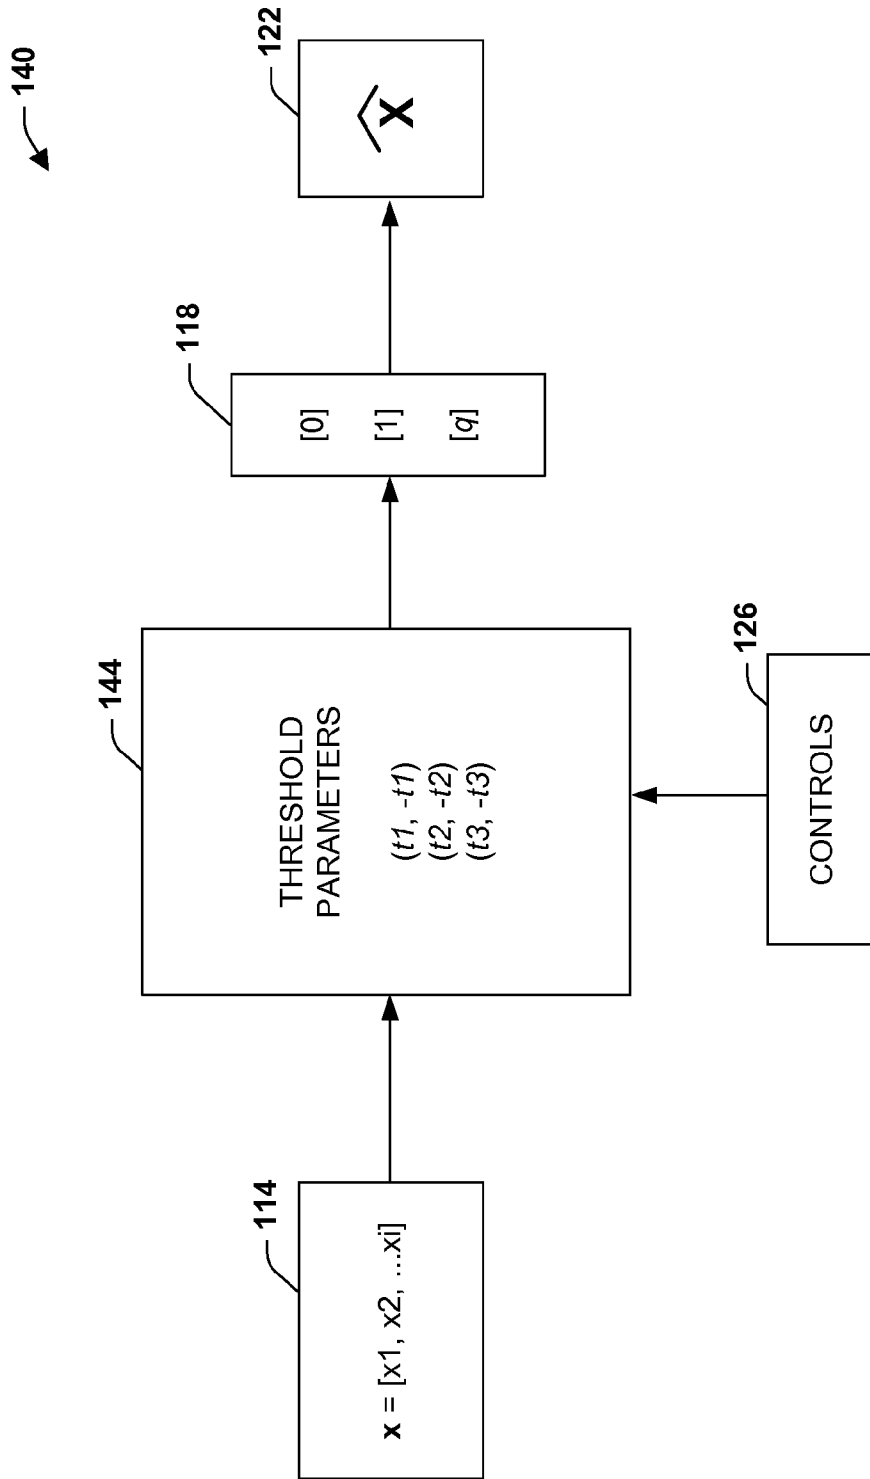 140
114
x = [x1, x2, ...xi]
144
THRESHOLD
PARAMETERS
(t1, -t1)
(t2, -t2)
(t3, -t3)
126
CONTROLS
118
[0]
[1]
[q]
122
x̂